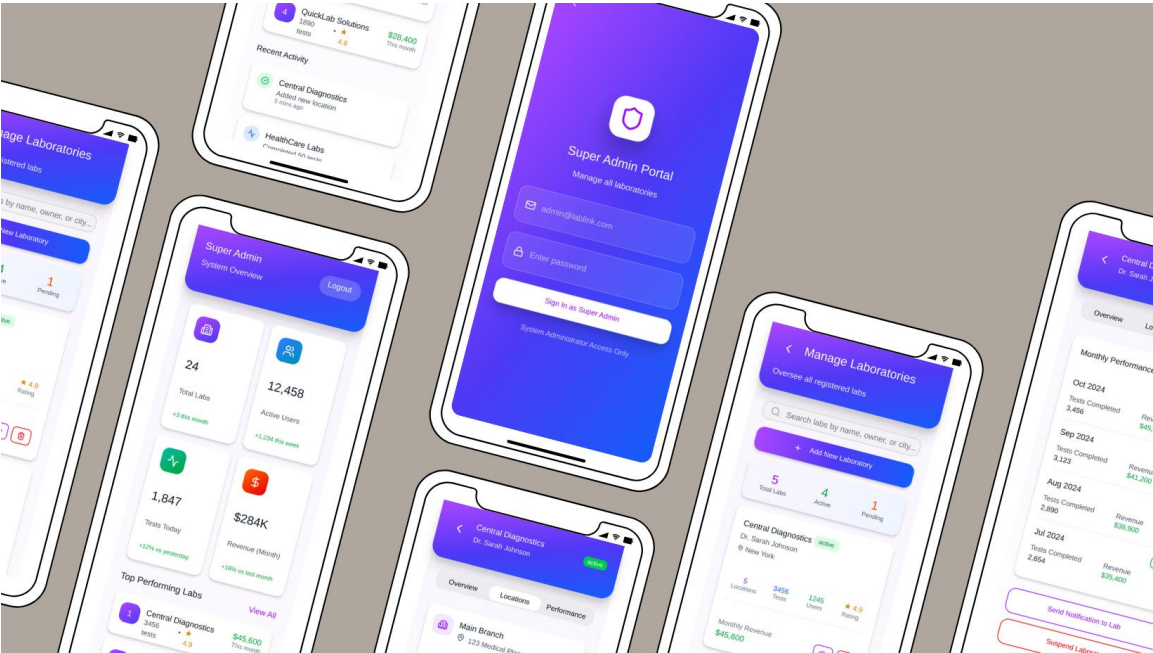 4
QuickLab Solutions
1890
tests
4.6
$28,400
This month
Recent Activity
Central Diagnostics
Added new location
5 mins ago
HealthCare Labs
Super Admin Portal
Manage all laboratories
admin@lablink.com
Enter password
Sign In as Super Admin
System Administrator Access Only
Laboratories
labs
by name, owner, or city...
New Laboratory
1
Pending
4.9
Rating
Super Admin
System Overview
Logout
24
Total Labs
+3 this month
12,458
Active Users
+1,234 this week
1,847
Tests Today
+12% vs yesterday
$
$284K
Revenue (Month)
+18% vs last month
Top Performing Labs
View All
1
Central Diagnostics
3456
tests
4.9
$45,600
This month
Central Diagnostics
Dr. Sarah Johnson
active
Overview
Locations
Performance
Main Branch
123 Medical
Manage Laboratories
Oversee all registered labs
Search labs by name, owner, or city...
+ Add New Laboratory
5
Total Labs
4
Active
1
Pending
Central Diagnostics
active
Dr. Sarah Johnson
New York
5
Locations
3456
Tests
1245
Users
4.9
Rating
Monthly Revenue
$45,600
Central
Dr. Sarah
Overview
Monthly Performance
Oct 2024
Tests Completed
3,456
Sep 2024
Tests Completed
3,123
Revenue
$41,200
Aug 2024
Tests Completed
2,890
Revenue
$38,900
Jul 2024
Tests Completed
2,654
Revenue
$35,400
Send Notification to Lab
Suspend